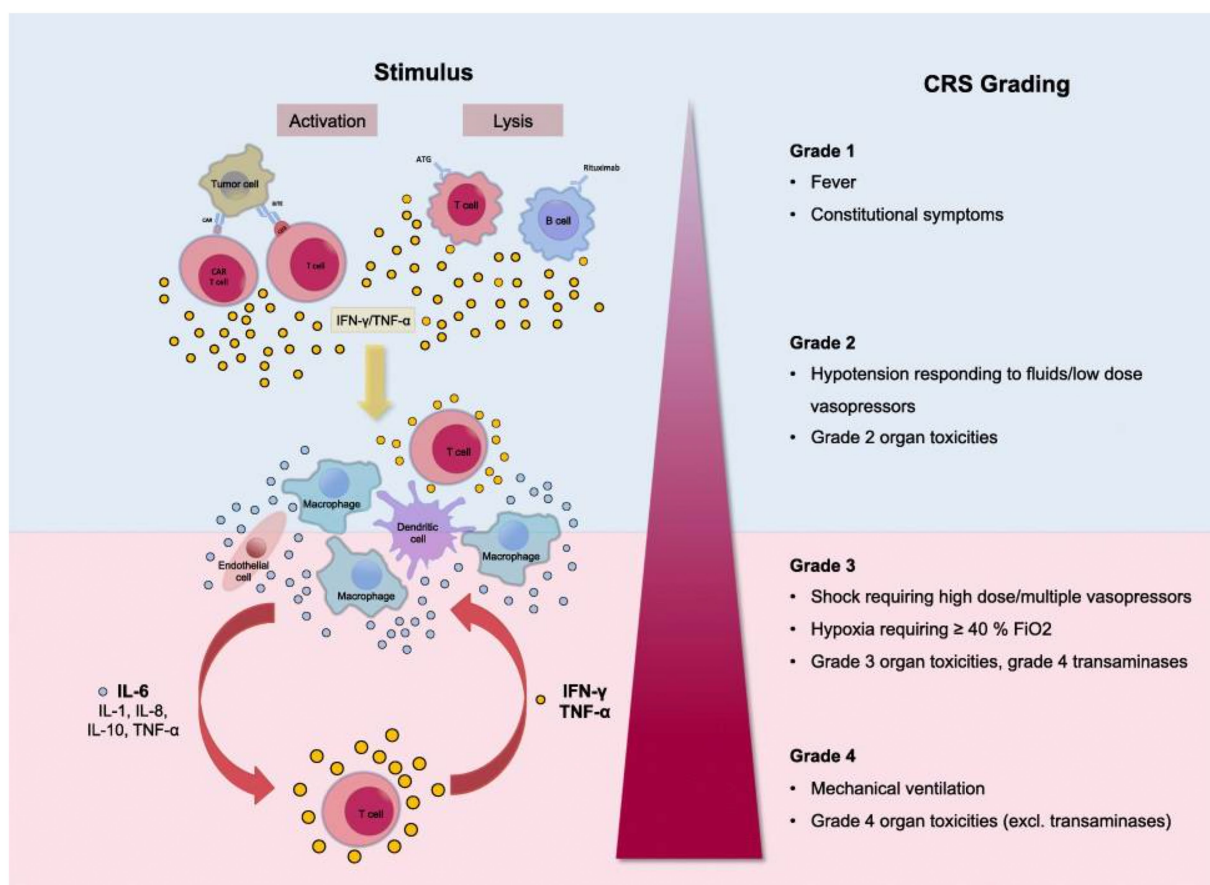 Stimulus
Activation
Lysis
ATG
Rituximab
Tumor cell
CAR
BiTE
T cell
B cell
CAR
T cell
CD3
T cell
IFN-γ/TNF-α
T cell
Macrophage
Dendritic
cell
Macrophage
Endothelial
cell
Macrophage
IL-6
IL-1, IL-8,
IL-10, TNF-α
IFN-γ
TNF-α
T cell
CRS Grading
Grade 1
• Fever
• Constitutional symptoms
Grade 2
• Hypotension responding to fluids/low dose
vasopressors
• Grade 2 organ toxicities
Grade 3
• Shock requiring high dose/multiple vasopressors
• Hypoxia requiring ≥ 40 % FiO2
• Grade 3 organ toxicities, grade 4 transaminases
Grade 4
• Mechanical ventilation
• Grade 4 organ toxicities (excl. transaminases)